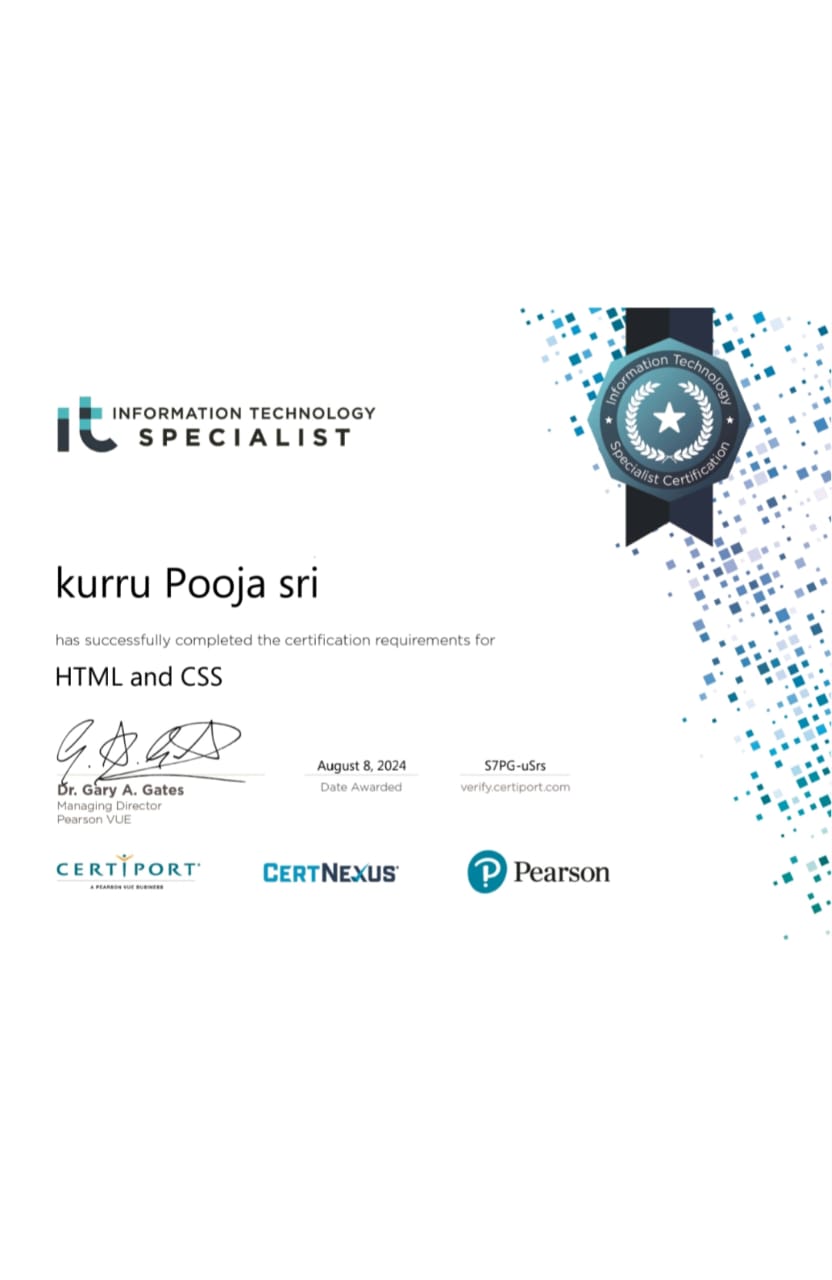 it INFORMATION TECHNOLOGY
SPECIALIST
Information Technology
Specialist Certification
kurru Pooja sri
has successfully completed the certification requirements for
HTML and CSS
Dr. Gary A. Gates
Managing Director
Pearson VUE
August 8, 2024
Date Awarded
S7PG-uSrs
verify.certiport.com
CERTIPORT
A PEARSON VUE BUSINESS
CERTNEXUS
P Pearson